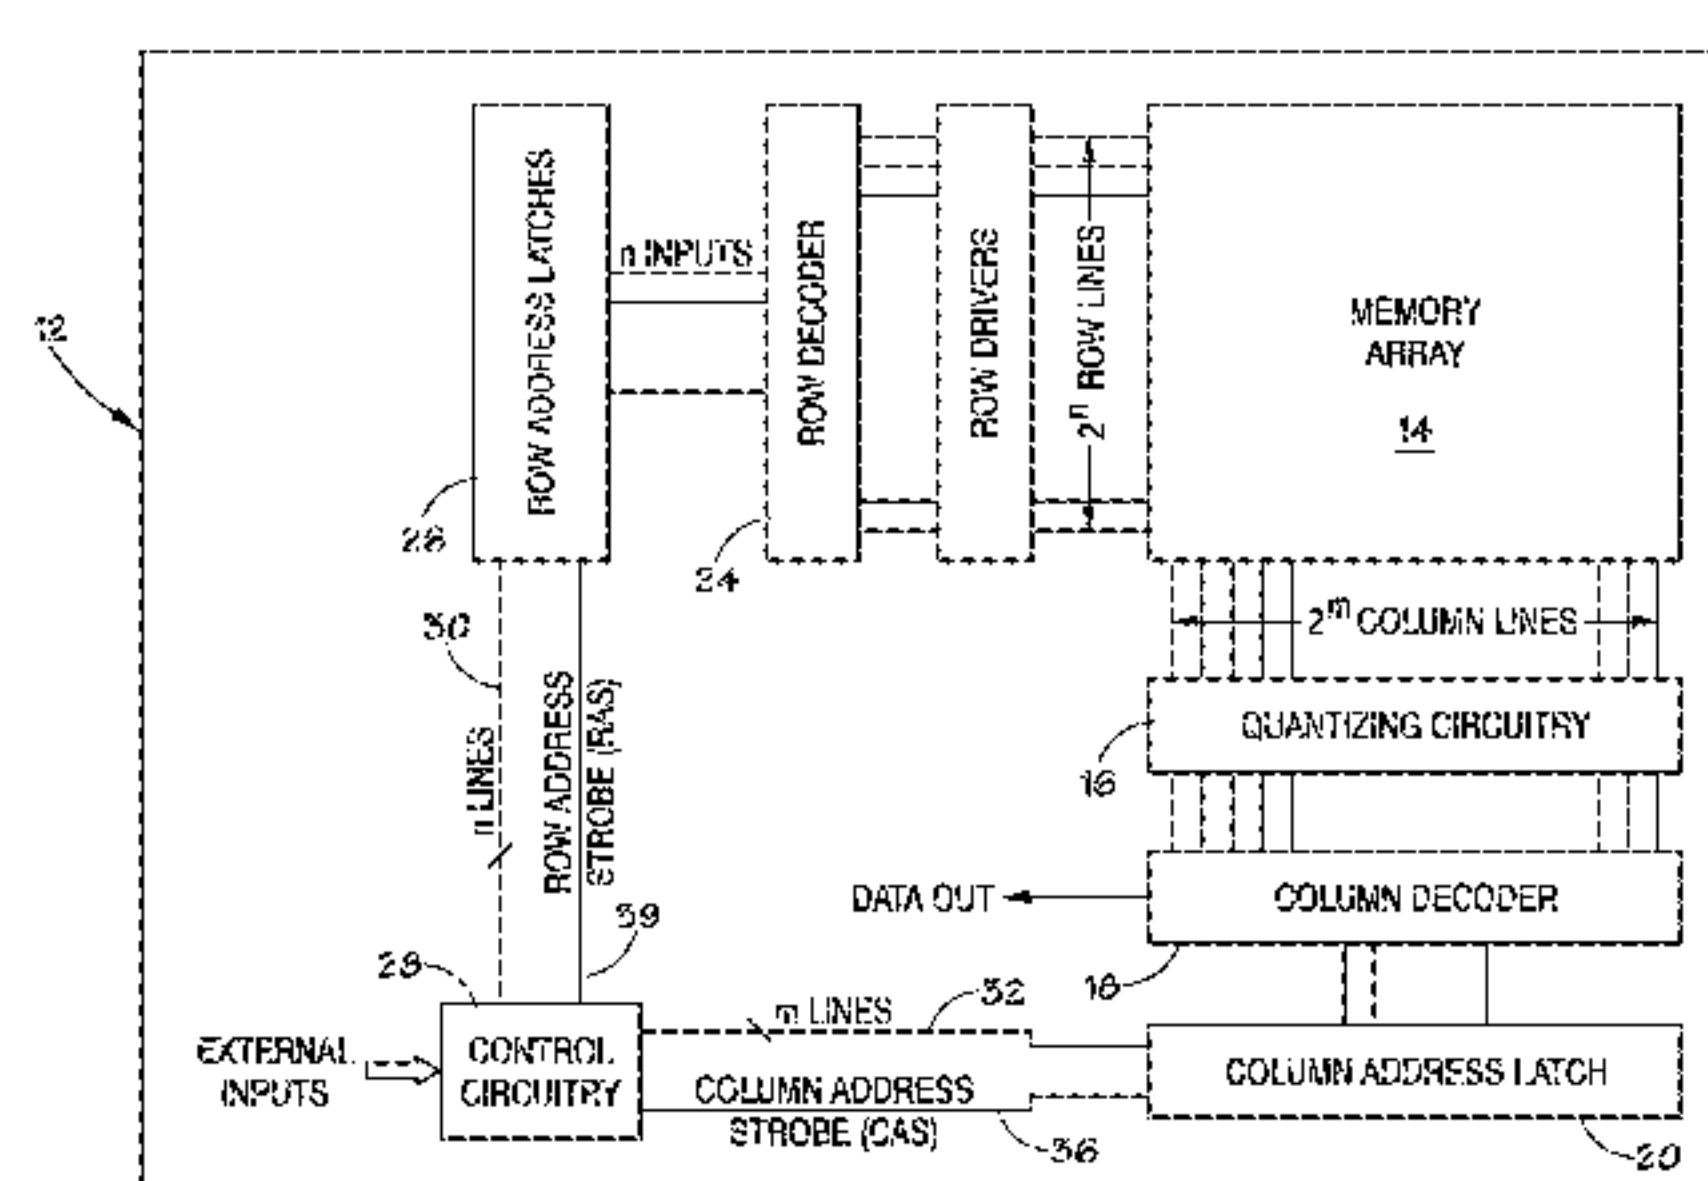 12
ROW ADDRESS LATCHES
n INPUTS
ROW DECODER
ROW DRIVERS
2ⁿ ROW LINES
MEMORY
ARRAY
14
24
30
n LINES
ROW ADDRESS
STROBE (RAS)
2ᵐ COLUMN LINES
QUANTIZING CIRCUITRY
16
DATA OUT
COLUMN DECODER
18
39
EXTERNAL
INPUTS
CONTROL
CIRCUITRY
m LINES
32
COLUMN ADDRESS
STROBE (CAS)
36
COLUMN ADDRESS LATCH
20